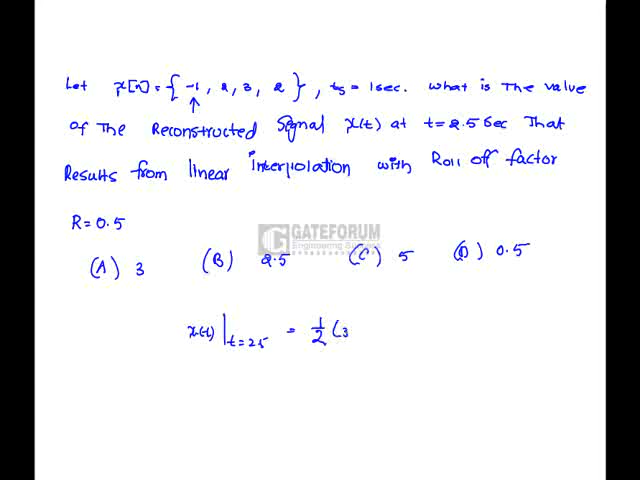 Let x[n] = { -1, 2, 3, 2 }, ts = 1sec. What is the value
↑
of the Reconstructed Signal x(t) at t=2.5 Sec That
Results from linear Interpolation with Roll off factor
R=0.5
GATEFORUM
Engineering Success
(A) 3 (B) 2.5 (C) 5 (D) 0.5
x(t)|t=2.5 = 1/2 (3